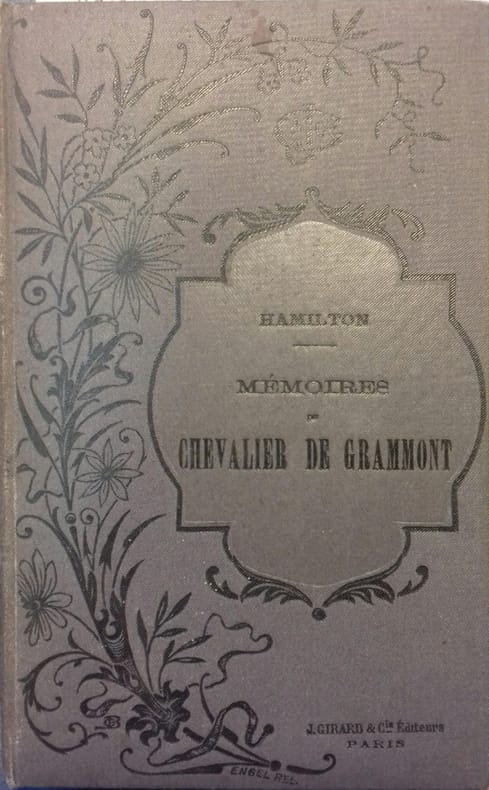 HAMILTON
MÉMOIRES
CHEVALIER DE GRAMMONT
J. GIRARD & Cie Éditeurs
PARIS
ENGEL REL.